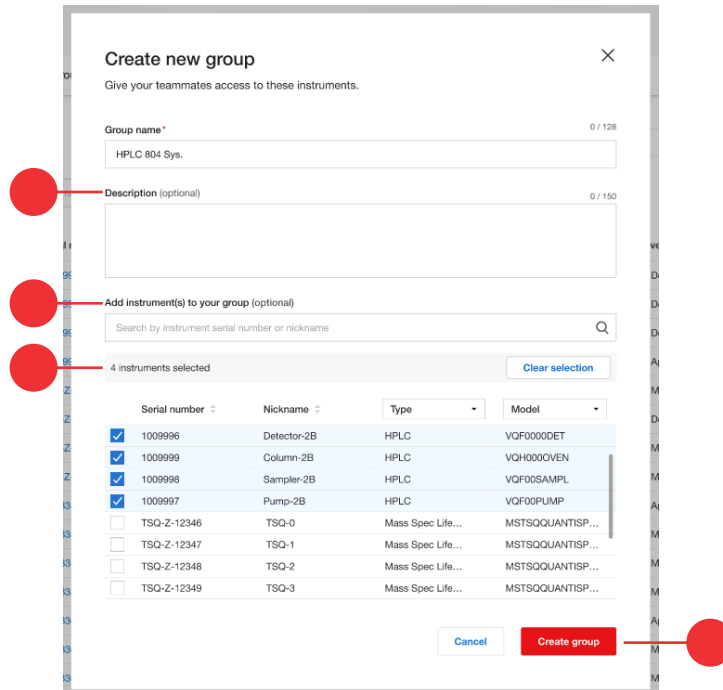 Create new group
Give your teammates access to these instruments.
Group name* 0 / 128
HPLC 804 Sys.
Description (optional) 0 / 150
Add instrument(s) to your group (optional)
Search by instrument serial number or nickname
4 instruments selected Clear selection
Serial number Nickname Type Model
1009996 Detector-2B HPLC VQF0000DET
1009999 Column-2B HPLC VQH000OVEN
1009998 Sampler-2B HPLC VQF00SAMPL
1009997 Pump-2B HPLC VQF00PUMP
TSQ-Z-12346 TSQ-0 Mass Spec Life... MSTSQQUANTISP...
TSQ-Z-12347 TSQ-1 Mass Spec Life... MSTSQQUANTISP...
TSQ-Z-12348 TSQ-2 Mass Spec Life... MSTSQQUANTISP...
TSQ-Z-12349 TSQ-3 Mass Spec Life... MSTSQQUANTISP...
Cancel Create group